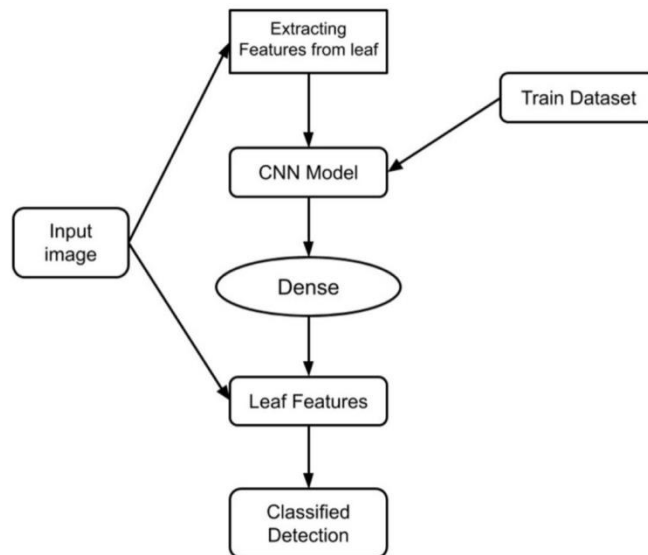 Extracting
Features from leaf
Train Dataset
CNN Model
Input
image
Dense
Leaf Features
Classified
Detection